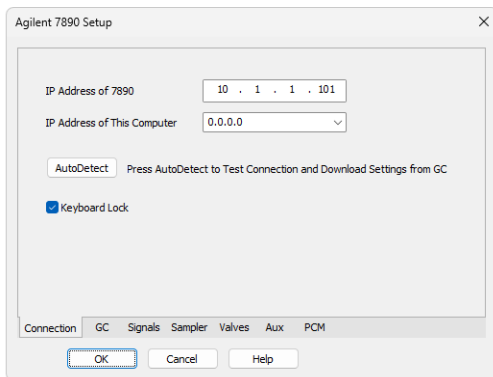 Agilent 7890 Setup
IP Address of 7890 10 . 1 . 1 . 101
IP Address of This Computer 0.0.0.0
AutoDetect Press AutoDetect to Test Connection and Download Settings from GC
Keyboard Lock
Connection GC Signals Sampler Valves Aux PCM
OK Cancel Help